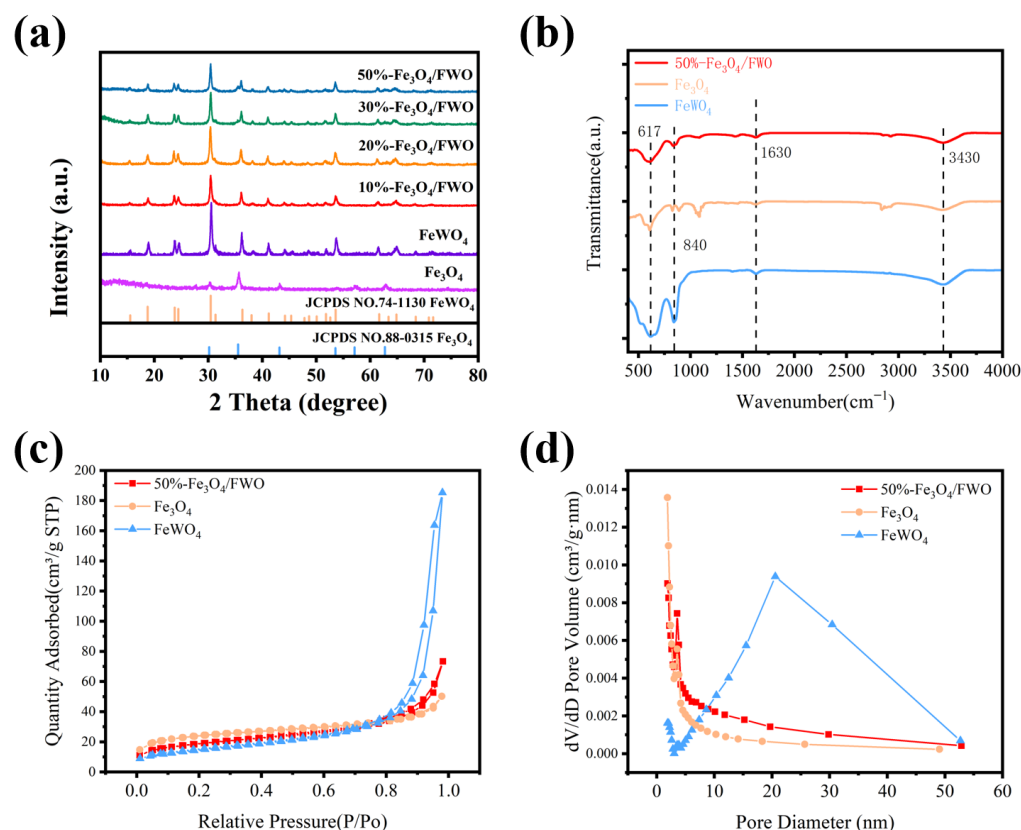 (a)
50%-Fe₃O₄/FWO
30%-Fe₃O₄/FWO
20%-Fe₃O₄/FWO
10%-Fe₃O₄/FWO
FeWO₄
Fe₃O₄
JCPDS NO.74-1130 FeWO₄
JCPDS NO.88-0315 Fe₃O₄
Intensity (a.u.)
10 20 30 40 50 60 70 80
2 Theta (degree)
(b)
50%-Fe₃O₄/FWO
Fe₃O₄
FeWO₄
617
1630
3430
840
Transmittance(a.u.)
500 1000 1500 2000 2500 3000 3500 4000
Wavenumber(cm⁻¹)
(c)
50%-Fe₃O₄/FWO
Fe₃O₄
FeWO₄
Quantity Adsorbed(cm³/g STP)
200
180
160
140
120
100
80
60
40
20
0
0.0 0.2 0.4 0.6 0.8 1.0
Relative Pressure(P/Po)
(d)
50%-Fe₃O₄/FWO
Fe₃O₄
FeWO₄
dV/dD Pore Volume (cm³/g·nm)
0.014
0.012
0.010
0.008
0.006
0.004
0.002
0.000
0 10 20 30 40 50 60
Pore Diameter (nm)